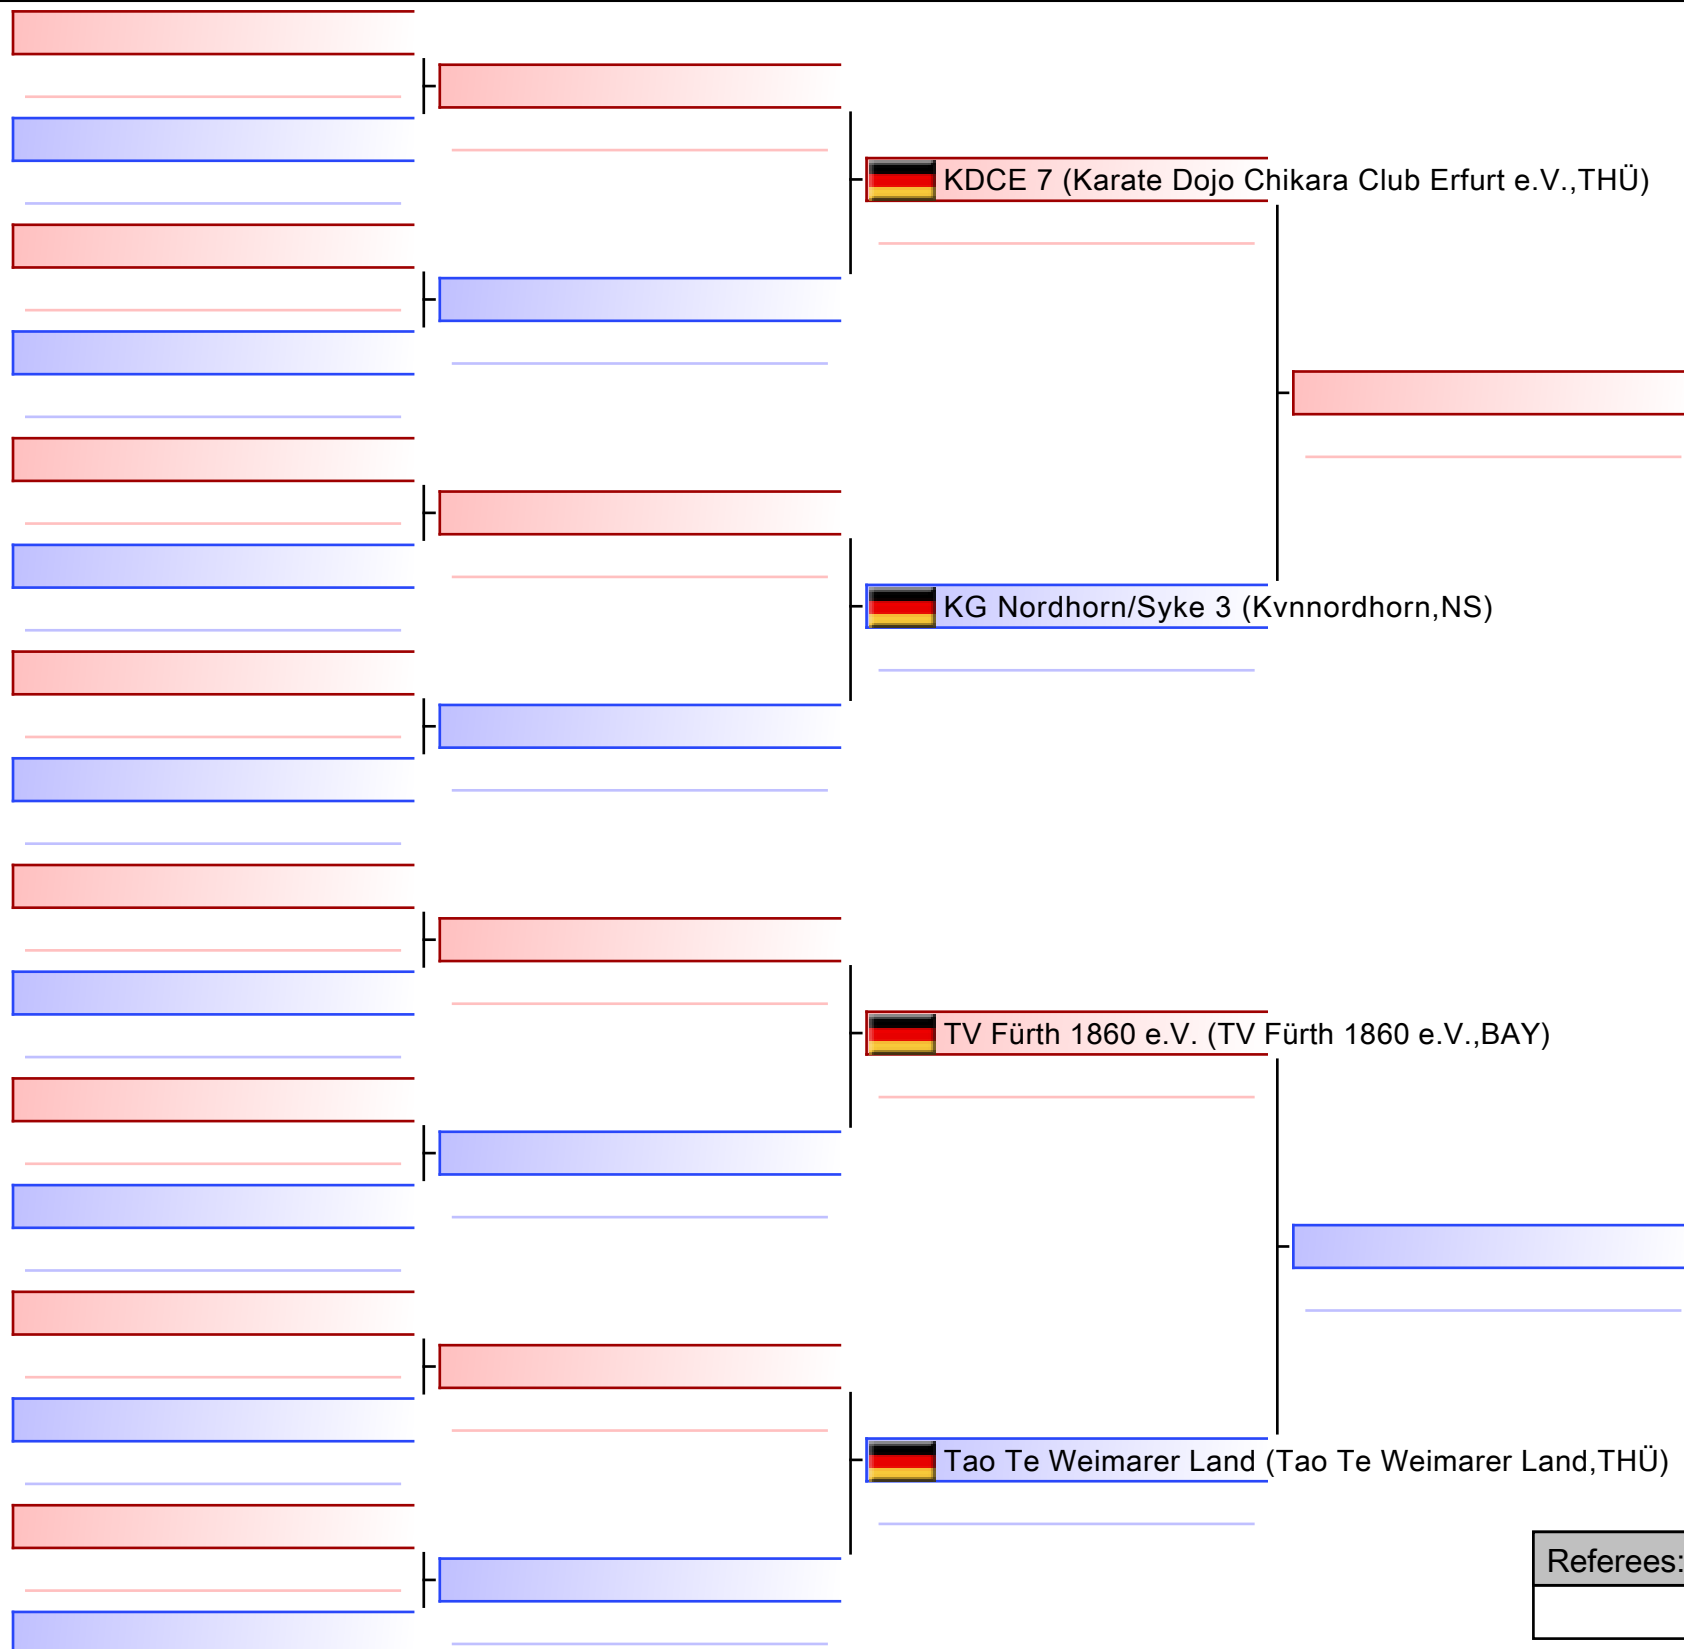 KDCE 7 (Karate Dojo Chikara Club Erfurt e.V.,THÜ)
KG Nordhorn/Syke 3 (Kvnnordhorn,NS)
TV Fürth 1860 e.V. (TV Fürth 1860 e.V.,BAY)
Tao Te Weimarer Land (Tao Te Weimarer Land,THÜ)
Referees: